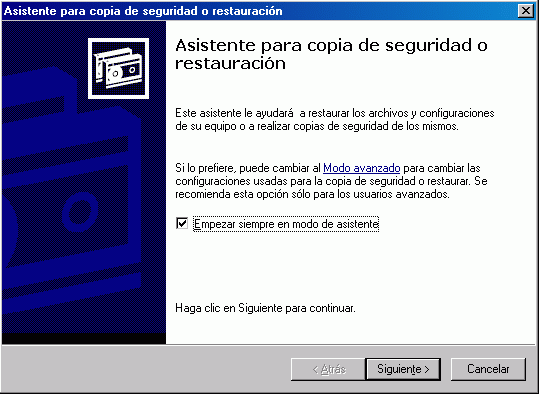 Asistente para copia de seguridad o restauración
Asistente para copia de seguridad o
restauración
Este asistente le ayudará a restaurar los archivos y configuraciones
de su equipo o a realizar copias de seguridad de los mismos.
Si lo prefiere, puede cambiar al Modo avanzado para cambiar las
configuraciones usadas para la copia de seguridad o restaurar. Se
recomienda esta opción sólo para los usuarios avanzados.
Empezar siempre en modo de asistente
Haga clic en Siguiente para continuar.
< Atrás Siguiente > Cancelar